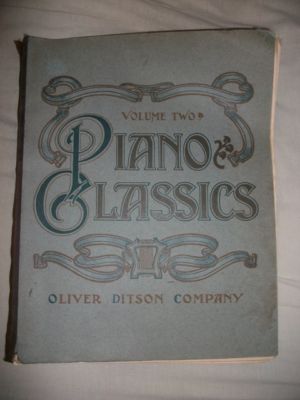 VOLUME TWO
PIANO
CLASSICS
OLIVER DITSON COMPANY